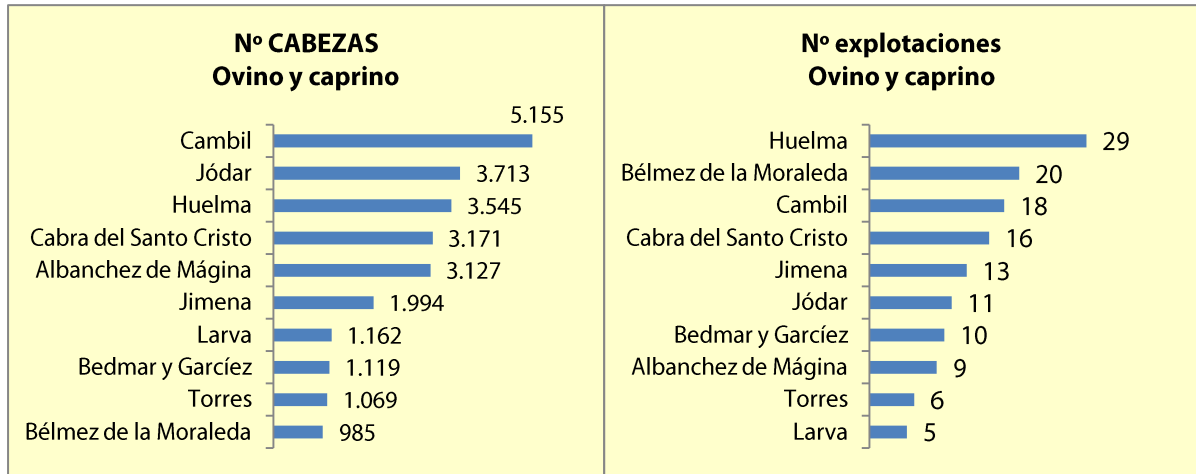 Nº CABEZAS
Ovino y caprino
5.155
Cambil
Jódar 3.713
Huelma 3.545
Cabra del Santo Cristo 3.171
Albanchez de Mágina 3.127
Jimena 1.994
Larva 1.162
Bedmar y Garcíez 1.119
Torres 1.069
Bélmez de la Moraleda 985
Nº explotaciones
Ovino y caprino
Huelma 29
Bélmez de la Moraleda 20
Cambil 18
Cabra del Santo Cristo 16
Jimena 13
Jódar 11
Bedmar y Garcíez 10
Albanchez de Mágina 9
Torres 6
Larva 5